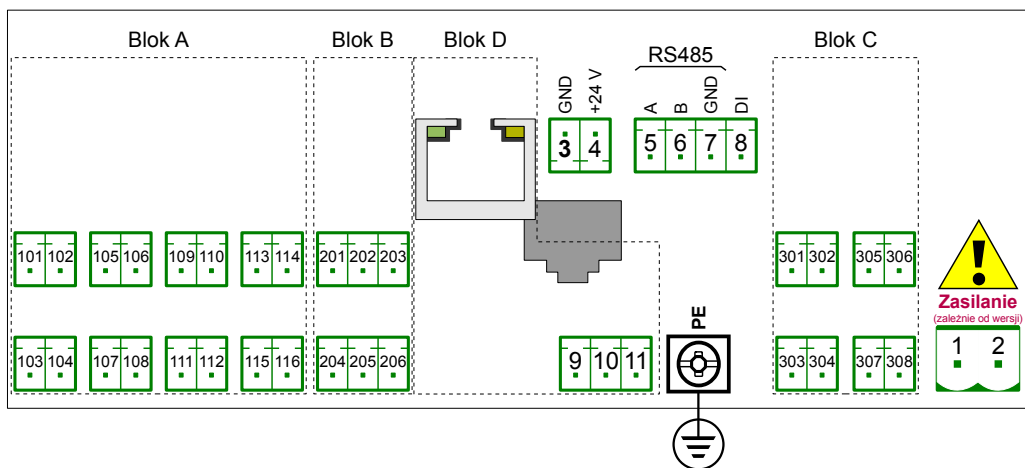 Blok A
Blok B
Blok D
RS485
Blok C
GND
+24 V
A
B
GND
DI
3 4
5 6 7 8
101 102 105 106 109 110 113 114 201 202 203 301 302 305 306
Zasilanie
(zależnie od wersji)
PE
1 2
103 104 107 108 111 112 115 116 204 205 206 9 10 11 303 304 307 308